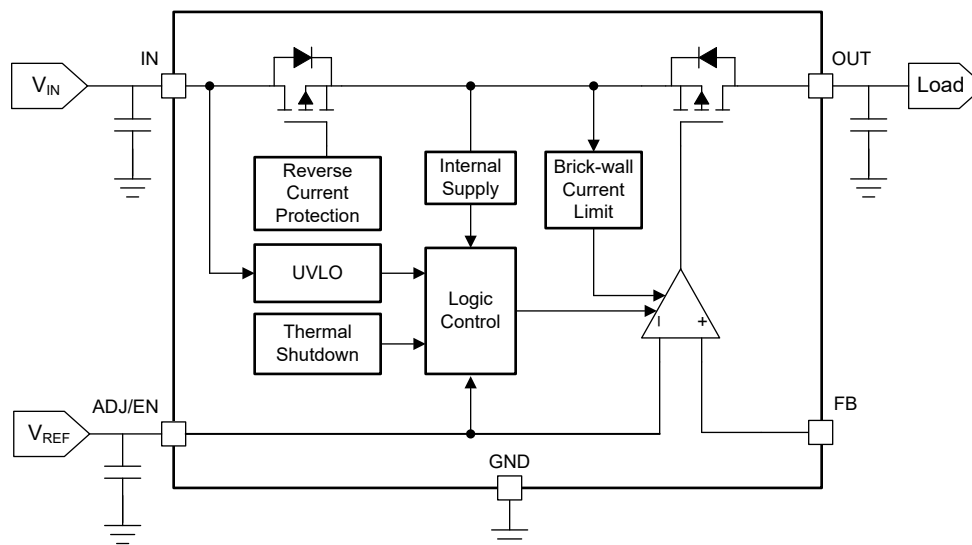 IN
OUT
VIN
Load
Reverse
Current
Protection
Internal
Supply
Brick-wall
Current
Limit
UVLO
Logic
Control
Thermal
Shutdown
–
+
ADJ/EN
FB
VREF
GND